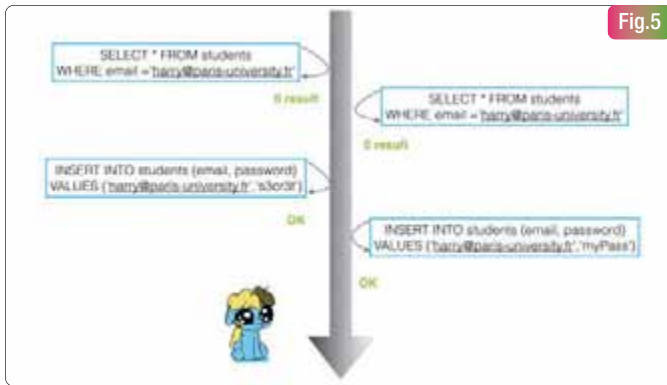 Fig.5
SELECT * FROM students
WHERE email ='harry@paris-university.fr'
0 result
SELECT * FROM students
WHERE email ='harry@paris-university.fr'
0 result
INSERT INTO students (email, password)
VALUES ('harry@paris-university.fr','s3cr3t')
OK
INSERT INTO students (email, password)
VALUES ('harry@paris-university.fr','myPass')
OK